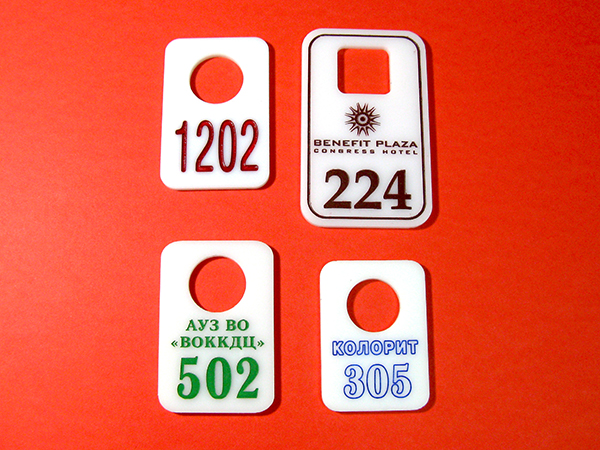 1202
BENEFIT PLAZA
CONGRESS HOTEL
224
АУЗ ВО
«ВОККДЦ»
502
КОЛОРИТ
305